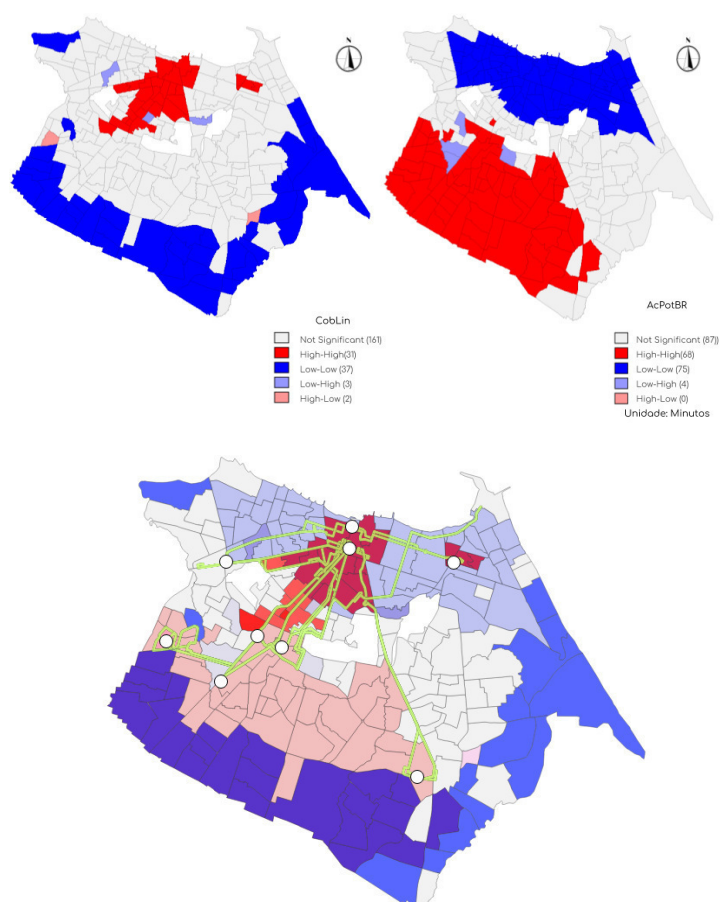 N
N
CobLin
Not Significant (161)
High-High(31)
Low-Low (37)
Low-High (3)
High-Low (2)
AcPotBR
Not Significant (87))
High-High(68)
Low-Low (75)
Low-High (4)
High-Low (0)
Unidade: Minutos